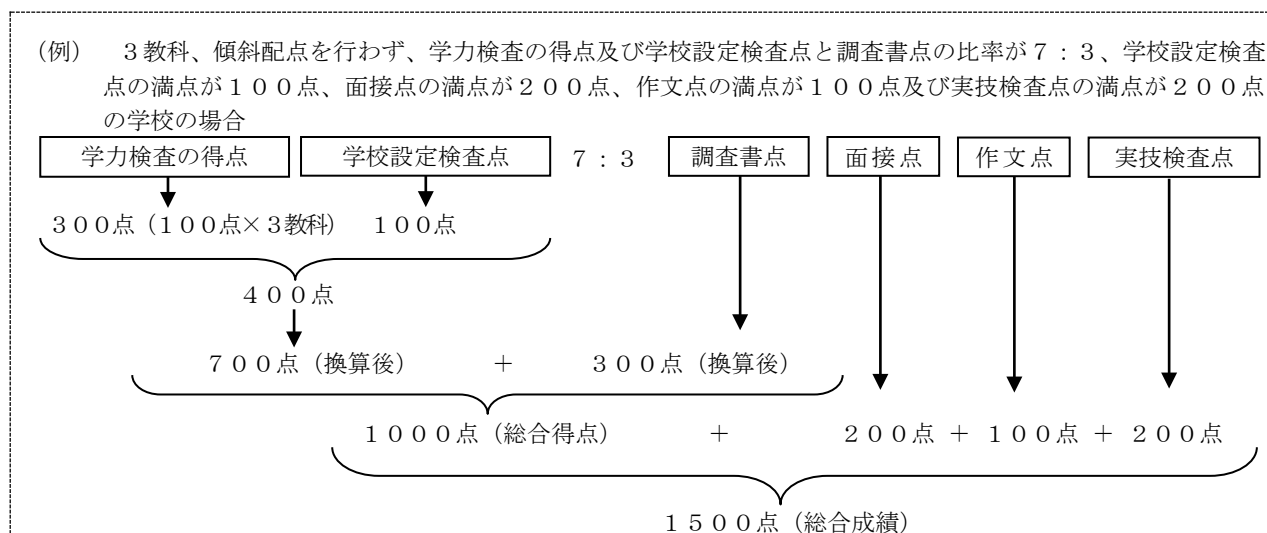 (例)　３教科、傾斜配点を行わず、学力検査の得点及び学校設定検査点と調査書点の比率が７：３、学校設定検査
点の満点が１００点、面接点の満点が２００点、作文点の満点が１００点及び実技検査点の満点が２００点
の学校の場合
学力検査の得点　学校設定検査点　７：３　調査書点　面接点　作文点　実技検査点
３００点（１００点×３教科）　１００点
４００点
７００点（換算後）　＋　３００点（換算後）
１０００点（総合得点）　＋　２００点 ＋ １００点 ＋ ２００点
１５００点（総合成績）